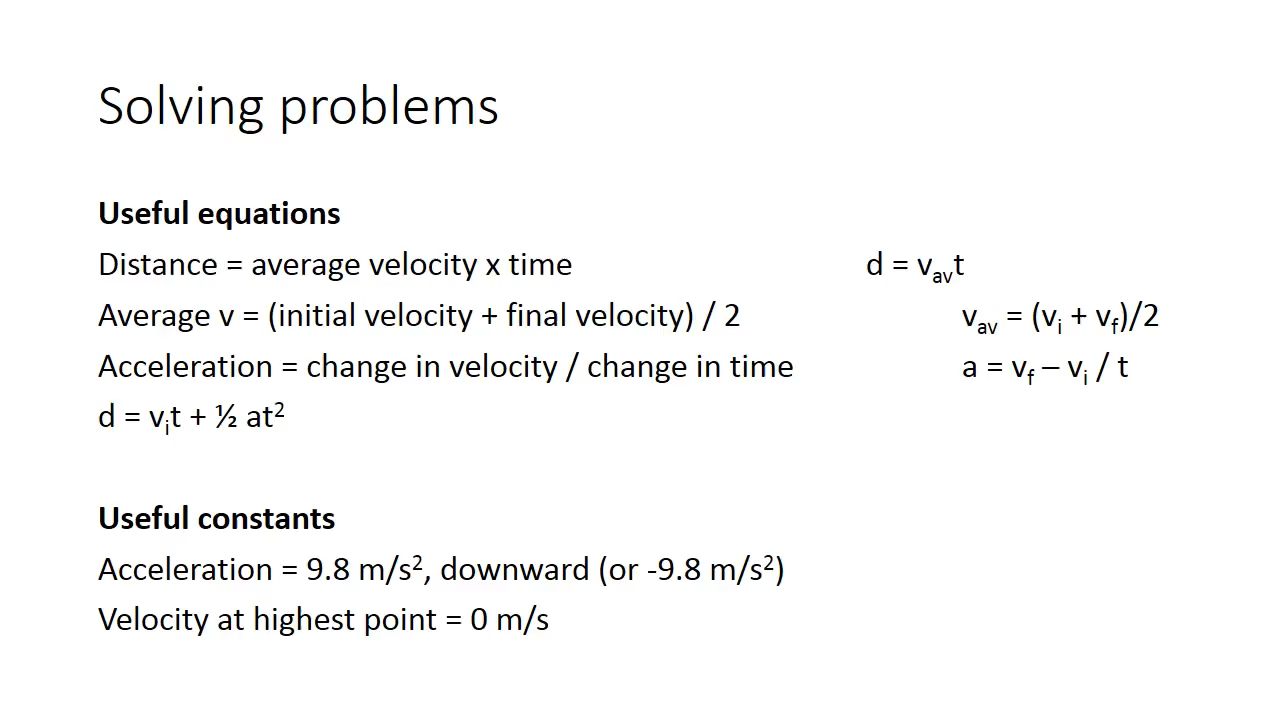 Solving problems
Useful equations
Distance = average velocity x time d = vₐᵥt
Average v = (initial velocity + final velocity) / 2 vₐᵥ = (vᵢ + v_f)/2
Acceleration = change in velocity / change in time a = v_f – vᵢ / t
d = vᵢt + ½ at²
Useful constants
Acceleration = 9.8 m/s², downward (or -9.8 m/s²)
Velocity at highest point = 0 m/s